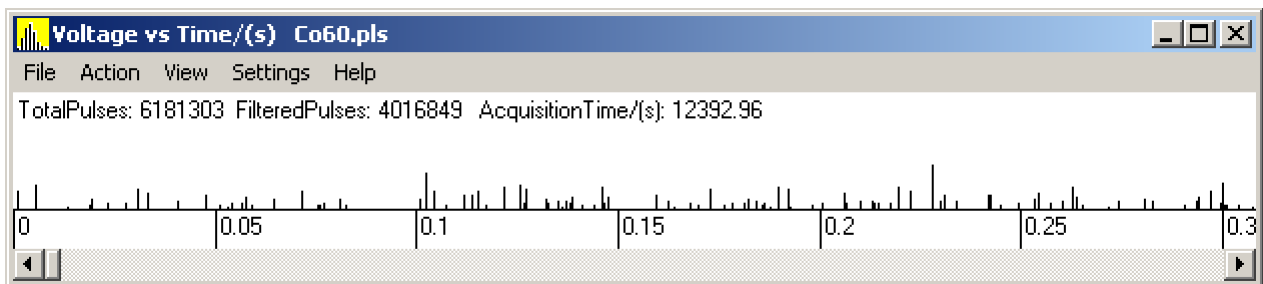 Voltage vs Time/(s) Co60.pls
File Action View Settings Help
TotalPulses: 6181303 FilteredPulses: 4016849 AcquisitionTime/(s): 12392.96
0 0.05 0.1 0.15 0.2 0.25 0.3